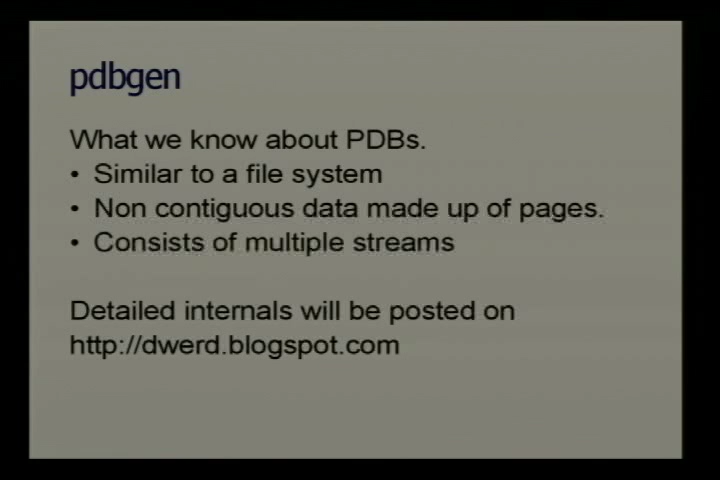 pdbgen
What we know about PDBs.
• Similar to a file system
• Non contiguous data made up of pages.
• Consists of multiple streams
Detailed internals will be posted on
http://dwerd.blogspot.com